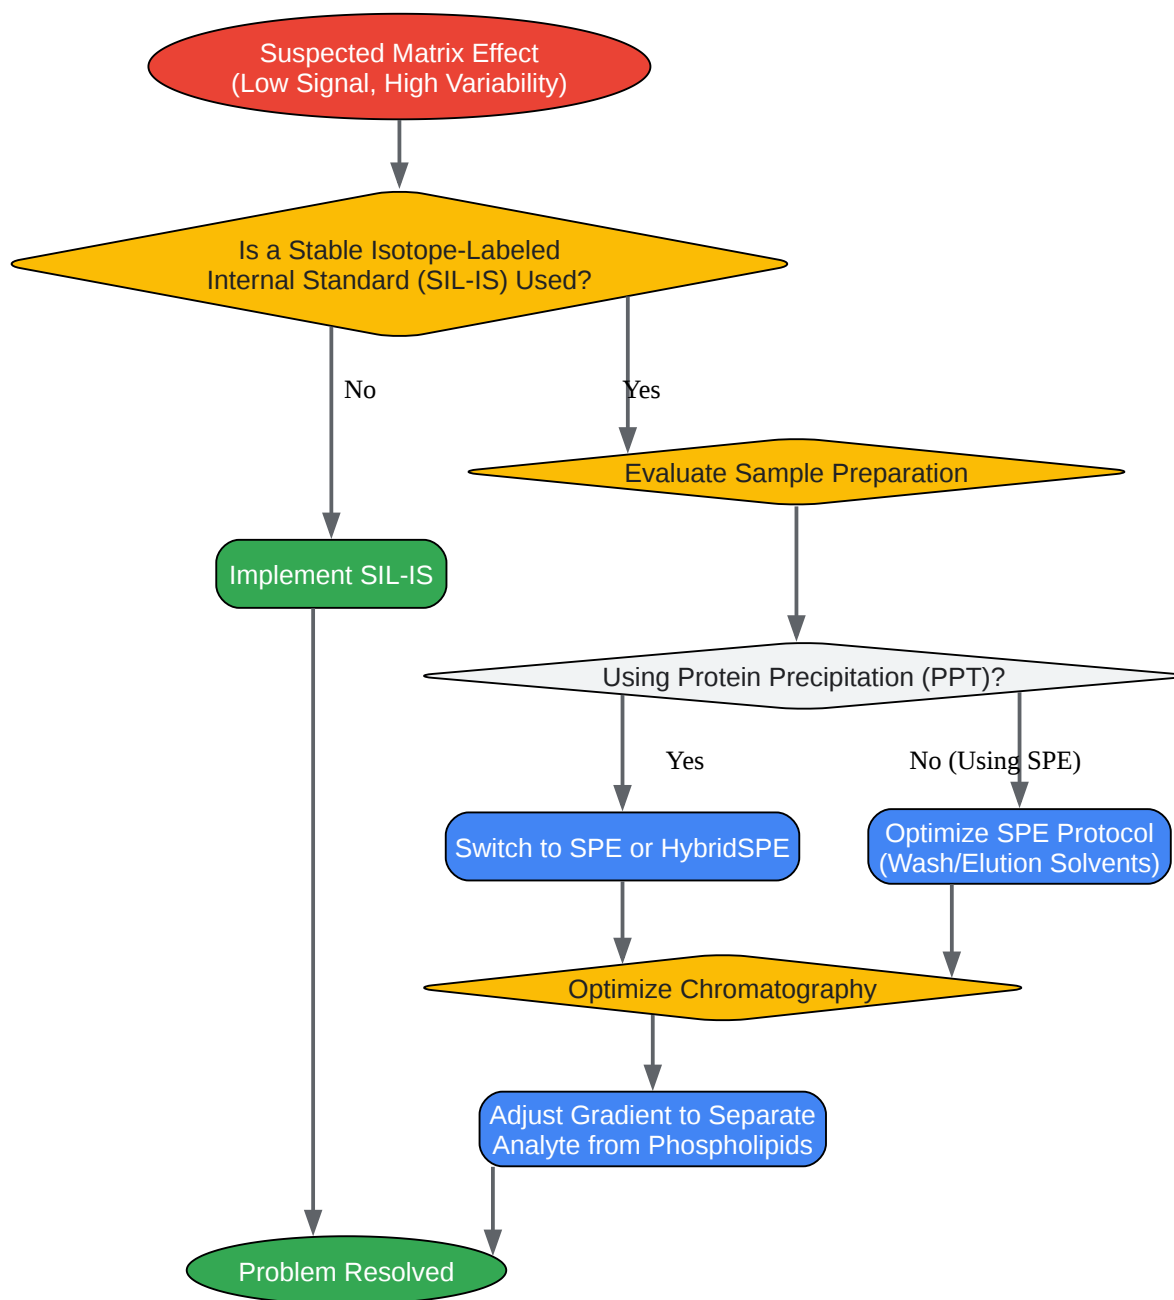 Suspected Matrix Effect
(Low Signal, High Variability)
Is a Stable Isotope-Labeled
Internal Standard (SIL-IS) Used?
No
Yes
Evaluate Sample Preparation
Implement SIL-IS
Using Protein Precipitation (PPT)?
Yes
No (Using SPE)
Switch to SPE or HybridSPE
Optimize SPE Protocol
(Wash/Elution Solvents)
Optimize Chromatography
Adjust Gradient to Separate
Analyte from Phospholipids
Problem Resolved